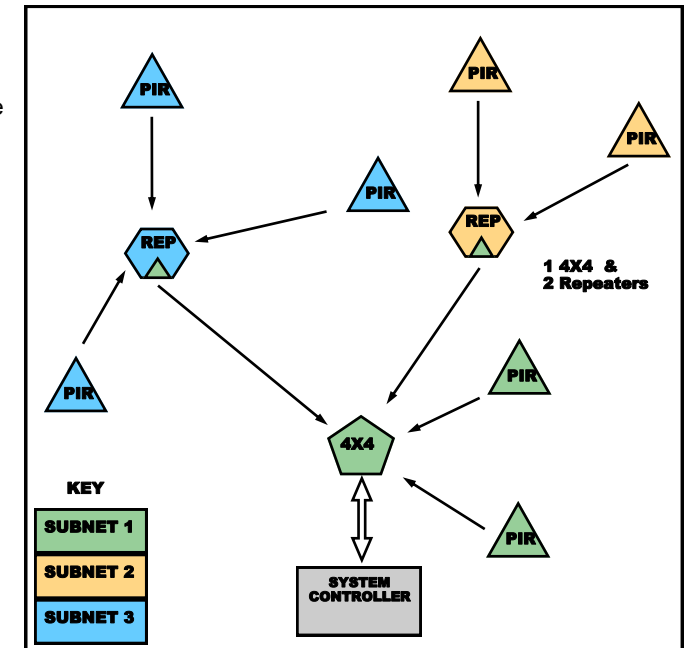 e
PIR
PIR
PIR
PIR
REP
REP
1 4X4 &
2 Repeaters
PIR
PIR
4X4
PIR
KEY
SUBNET 1
SUBNET 2
SUBNET 3
SYSTEM
CONTROLLER